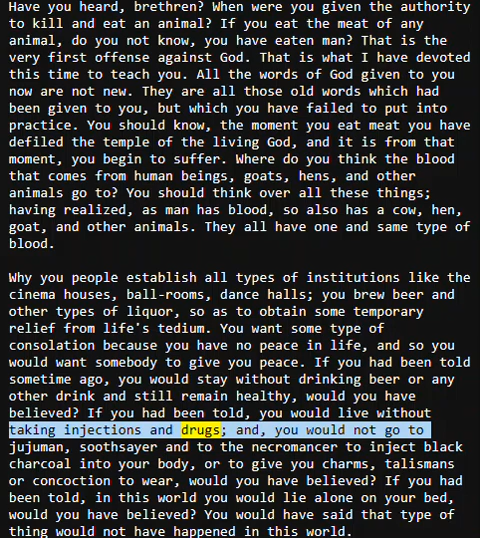 Have you heard, brethren? When were you given the authority
to kill and eat an animal? If you eat the meat of any
animal, do you not know, you have eaten man? That is the
very first offense against God. That is what I have devoted
this time to teach you. All the words of God given to you
now are not new. They are all those old words which had
been given to you, but which you have failed to put into
practice. You should know, the moment you eat meat you have
defiled the temple of the living God, and it is from that
moment, you begin to suffer. Where do you think the blood
that comes from human beings, goats, hens, and other
animals go to? You should think over all these things;
having realized, as man has blood, so also has a cow, hen,
goat, and other animals. They all have one and same type of
blood.
Why you people establish all types of institutions like the
cinema houses, ball-rooms, dance halls; you brew beer and
other types of liquor, so as to obtain some temporary
relief from life's tedium. You want some type of
consolation because you have no peace in life, and so you
would want somebody to give you peace. If you had been told
sometime ago, you would stay without drinking beer or any
other drink and still remain healthy, would you have
believed? If you had been told, you would live without
taking injections and drugs; and, you would not go to
jujuman, soothsayer and to the necromancer to inject black
charcoal into your body, or to give you charms, talismans
or concoction to wear, would you have believed? If you had
been told, in this world you would lie alone on your bed,
would you have believed? You would have said that type of
thing would not have happened in this world.